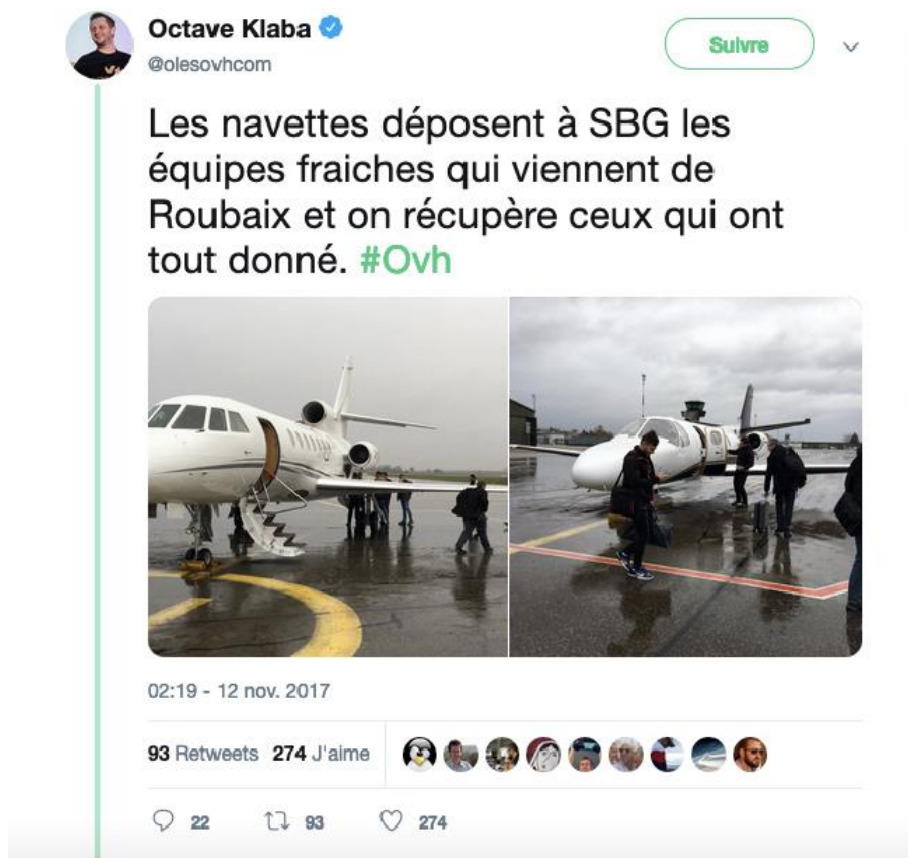 Octave Klaba
@olesovhcom
Suivre
Les navettes déposent à SBG les
équipes fraiches qui viennent de
Roubaix et on récupère ceux qui ont
tout donné. #Ovh
02:19 - 12 nov. 2017
93 Retweets 274 J'aime
22 93 274